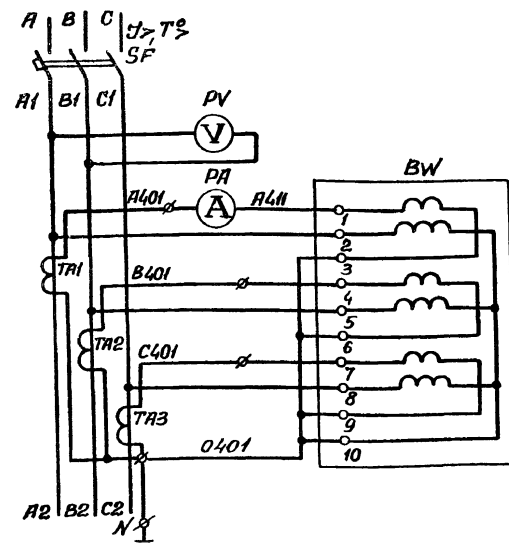 A B C
I> T°>
SF
A1 B1 C1
PV
V
BW
PA
A401
A
A411
1
2
TA1
3
B401
4
5
TA2
6
C401
7
8
TA3
9
0401
10
A2 B2 C2
N